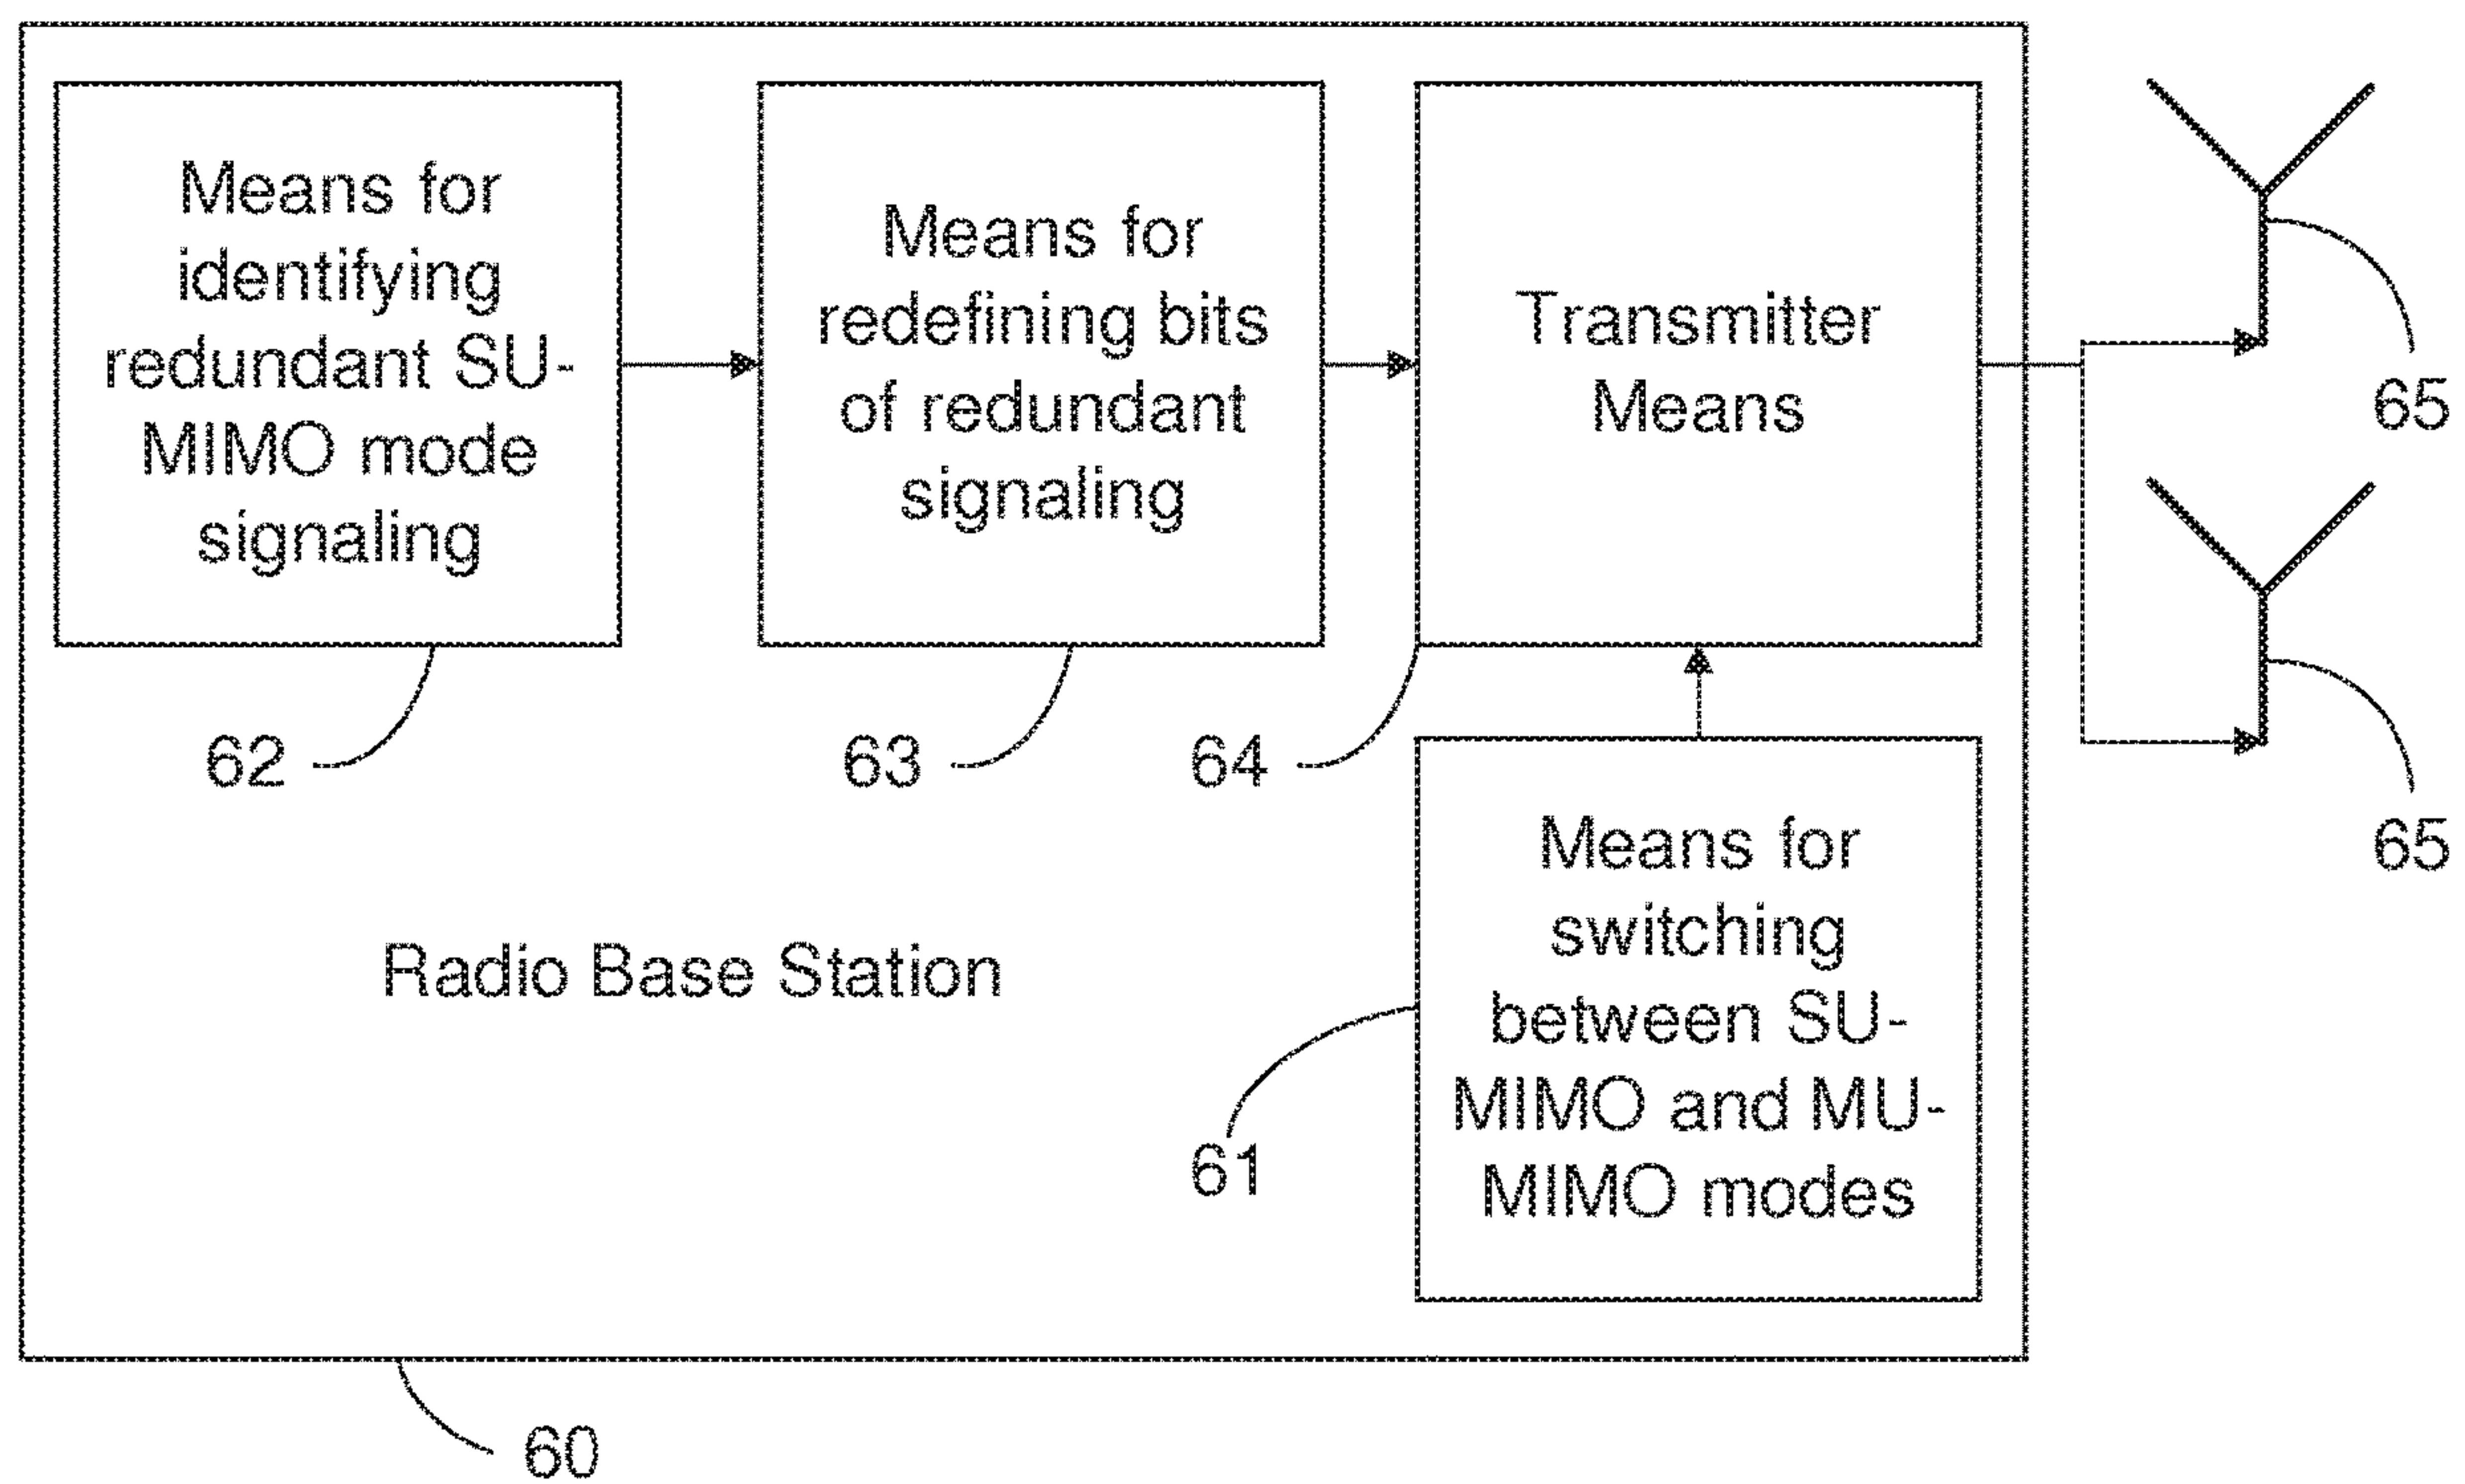 Means for
identifying
redundant SU-
MIMO mode
signaling
Means for
redefining bits
of redundant
signaling
Transmitter
Means
65
65
62
63
64
Means for
switching
between SU-
MIMO and MU-
MIMO modes
61
Radio Base Station
60